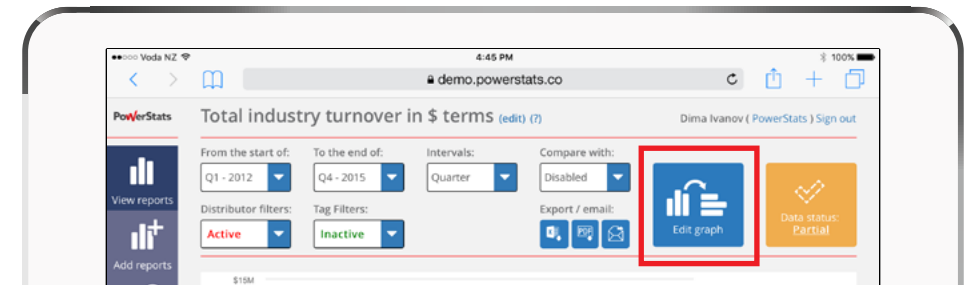 Voda NZ
4:45 PM
100%
demo.powerstats.co
PowerStats
Total industry turnover in $ terms (edit) (?)
Dima Ivanov ( PowerStats ) Sign out
From the start of:
To the end of:
Intervals:
Compare with:
Q1 - 2012
Q4 - 2015
Quarter
Disabled
View reports
Distributor filters:
Tag Filters:
Export / email:
Active
Inactive
PDF
Edit graph
Data status:
Partial
Add reports
$15M